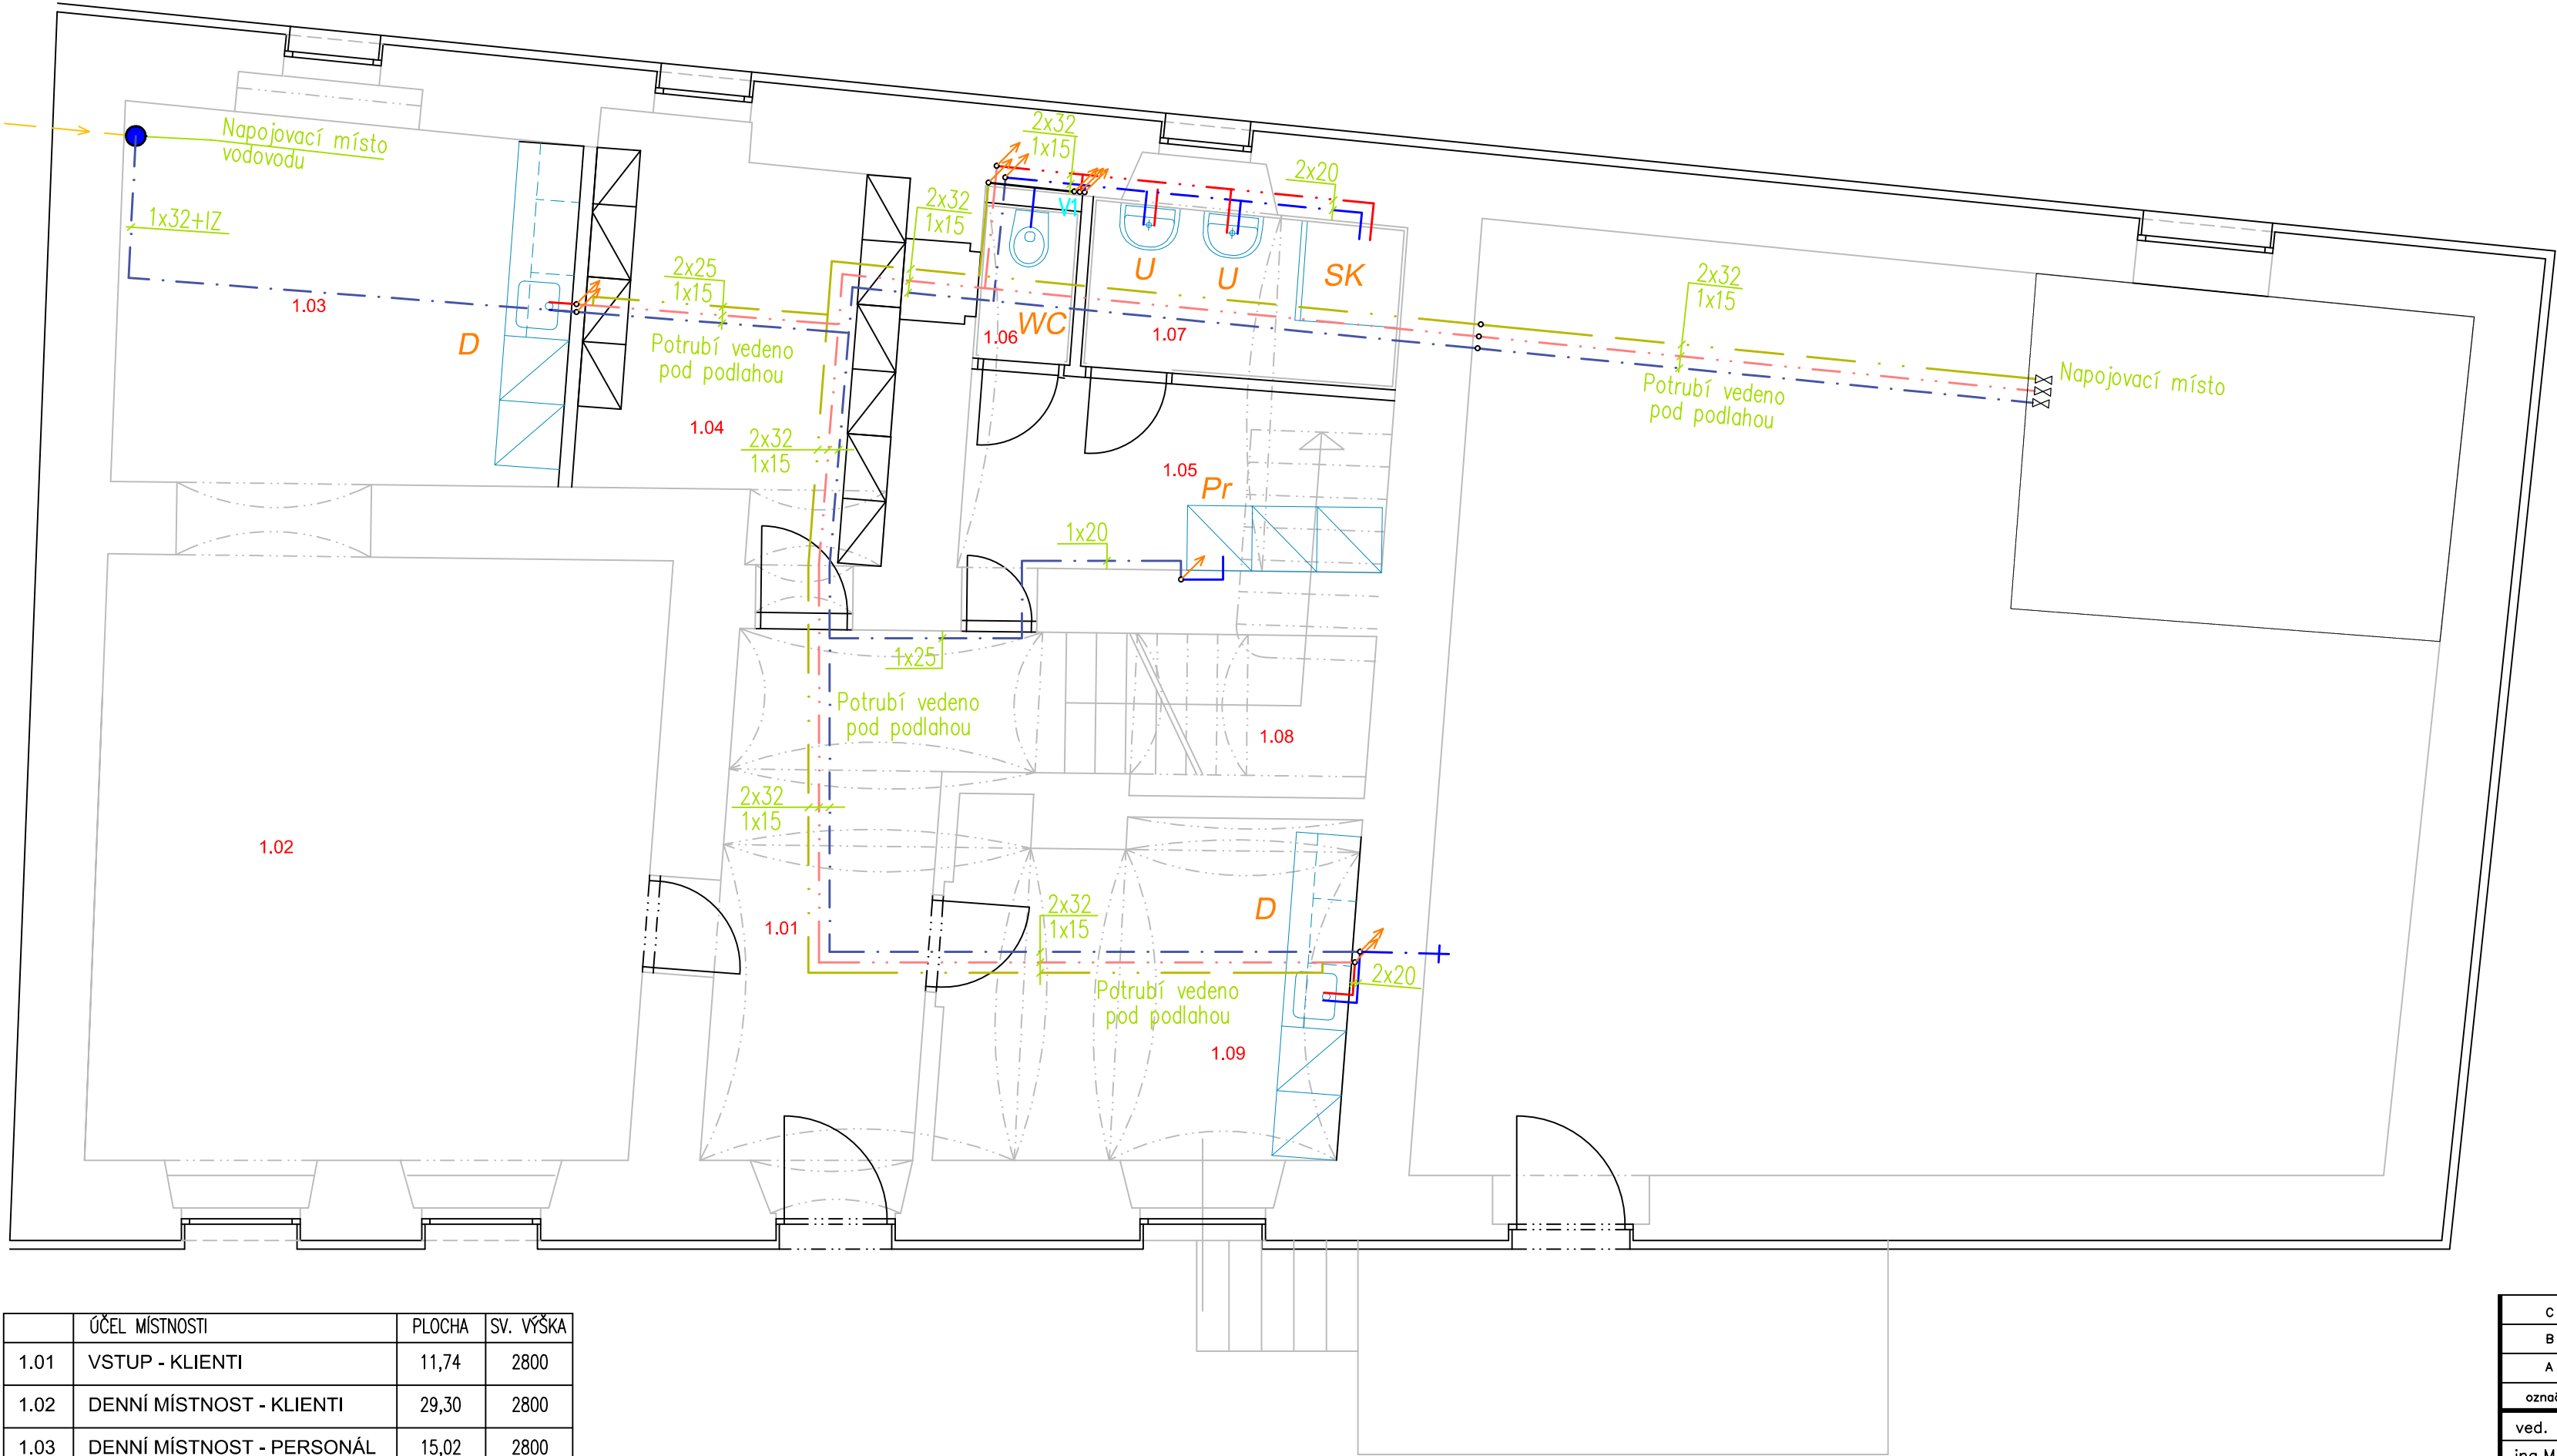 Napojovací místo
vodovodu
1x32+IZ
1.03
D
2x25
1x15
Potrubí vedeno
pod podlahou
1.04
2x32
1x15
2x32
1x15
2x32
1x15
V1
2x20
U
U
SK
WC
1.06
1.07
2x32
1x15
Potrubí vedeno
pod podlahou
Napojovací místo
1.05
Pr
1x20
1x25
Potrubí vedeno
pod podlahou
1.08
2x32
1x15
1.02
1.01
2x32
1x15
D
2x20
Potrubí vedeno
pod podlahou
1.09
ÚČEL MÍSTNOSTI PLOCHA SV. VÝŠKA
1.01 VSTUP - KLIENTI 11,74 2800
1.02 DENNÍ MÍSTNOST - KLIENTI 29,30 2800
1.03 DENNÍ MÍSTNOST - PERSONÁL 15,02 2800
C
B
A
ved.